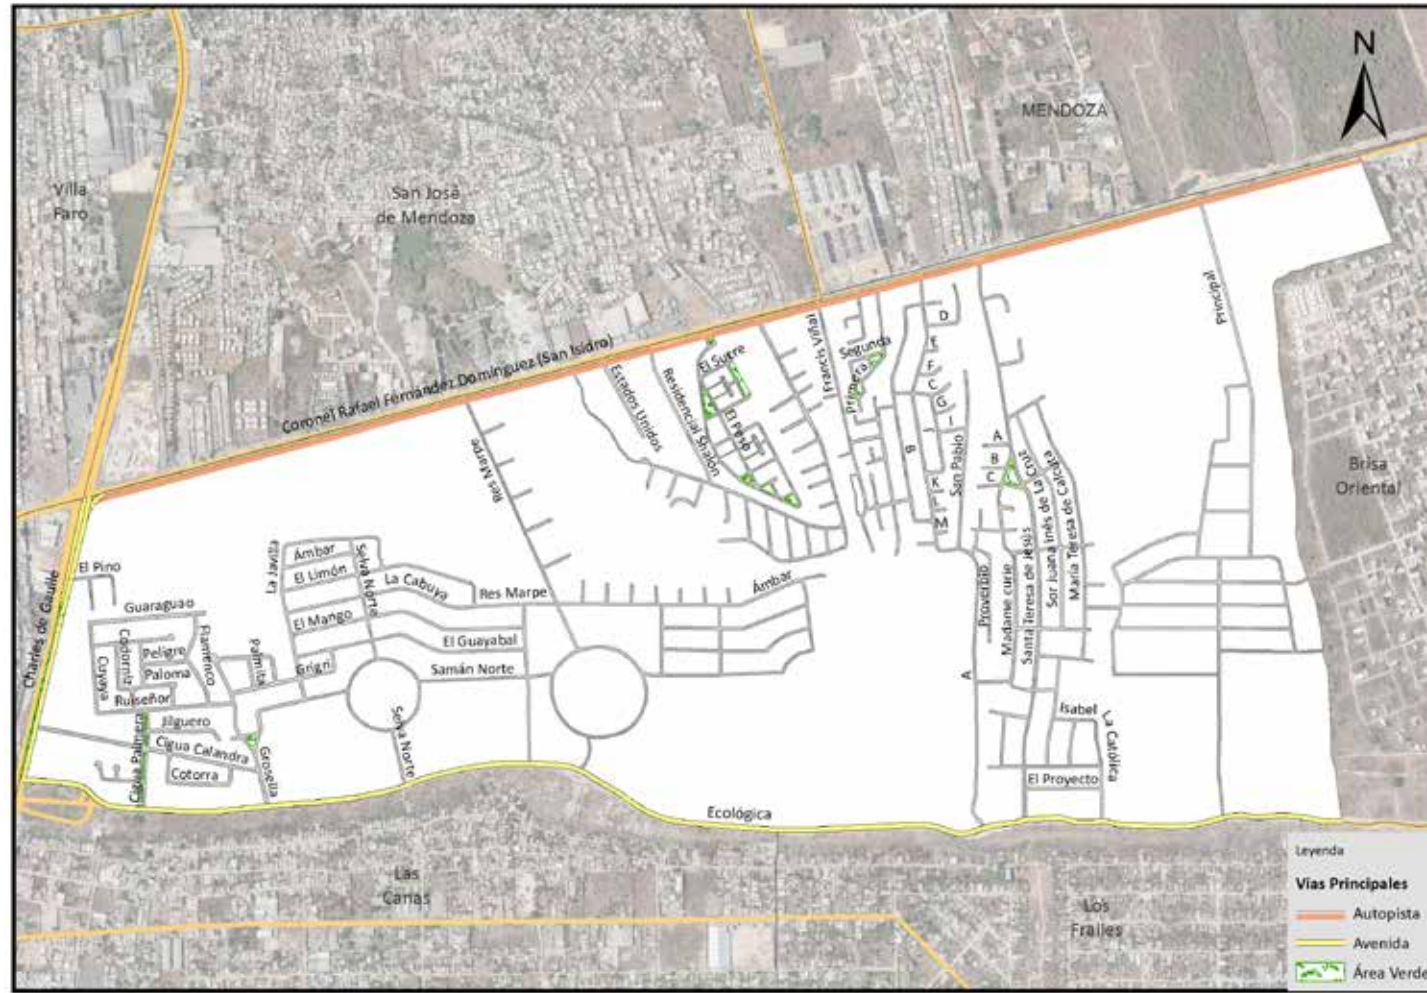 N
MENDOZA
Villa
Faro
San José
de Mendoza
Principal
Coronel Rafael Fernández Domínguez (San Isidro)
Francis Viñal
Segunda
Primera
D
E
F
C
G
I
J
B
K
L
M
San Pablo
A
B
C
El Sucre
El Peso
Residencial Shalelon
Estados Unidos
Res Marpe
Brisa
Oriental
Sor Juana Inés de La Cruz
María Teresa de Calcuta
Santa Teresa de Jesús
Madame curie
Proverbio
A
Charles de Gaulle
El Pino
Guaraguao
La Javilla
Ámbar
El Limón
Selva Norte
La Cabuya
Res Marpe
Ámbar
El Mango
El Guayabal
Samán Norte
Grigri
Palmita
Flamenco
Codorniz
Cuyaya
Peligre
Paloma
Ruiseñor
Jilguero
Cigua Palmera
Cigua Calandra
Cotorra
Grosella
Selva Norte
Isabel
La Católica
El Proyecto
Ecológica
Las
Canas
Los
Frailes
Leyenda
Vías Principales
Autopista
Avenida
Área Verde